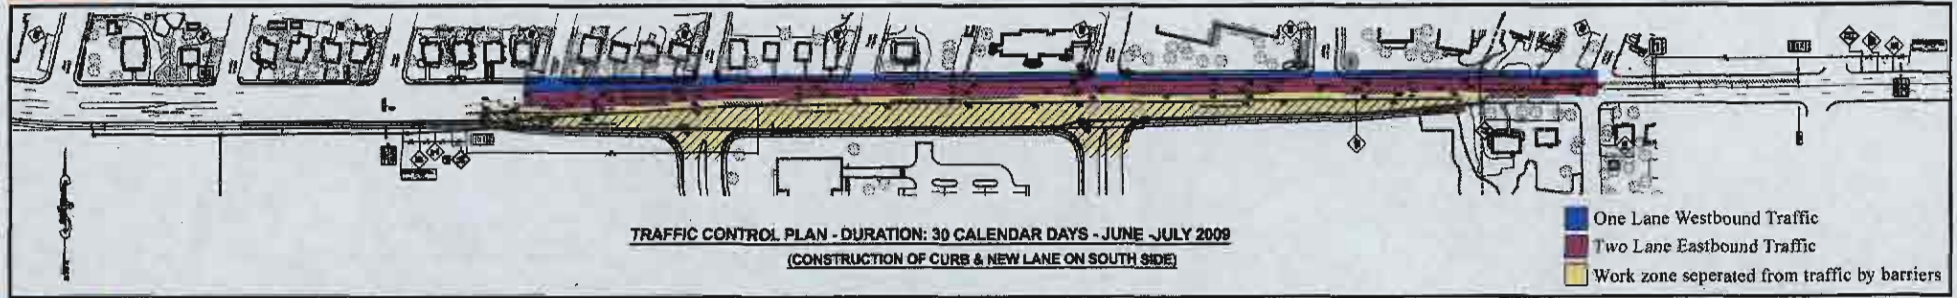 TRAFFIC CONTROL PLAN - DURATION: 30 CALENDAR DAYS - JUNE -JULY 2009
(CONSTRUCTION OF CURB & NEW LANE ON SOUTH SIDE)
One Lane Westbound Traffic
Two Lane Eastbound Traffic
Work zone seperated from traffic by barriers